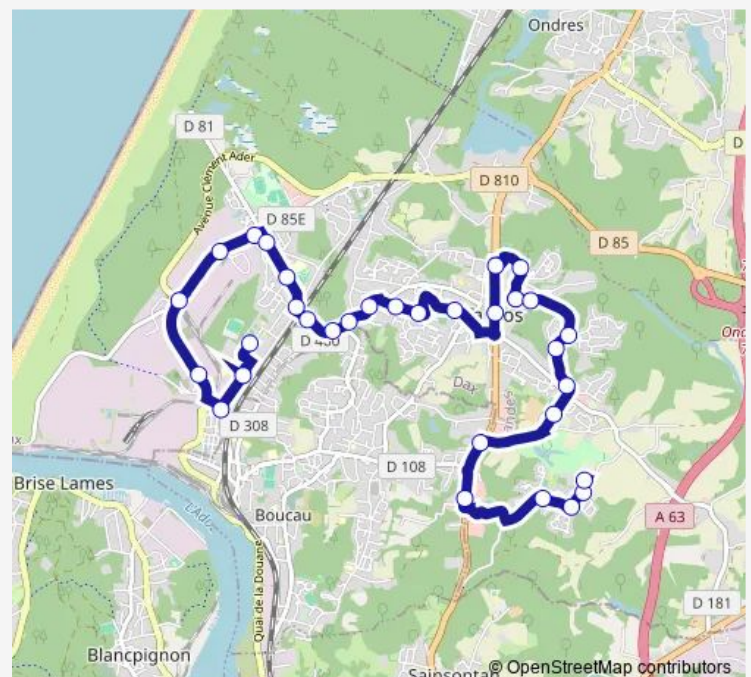 Ondres
D 81
D
Avenue Clément Ader
D 810
D 85E
D 85
Dax
D 308
D 108
Brise Lames
L'Adour
Boucau
A 63
Quai de la Douane
D 181
Blancpignon
© OpenStreetMap contributors